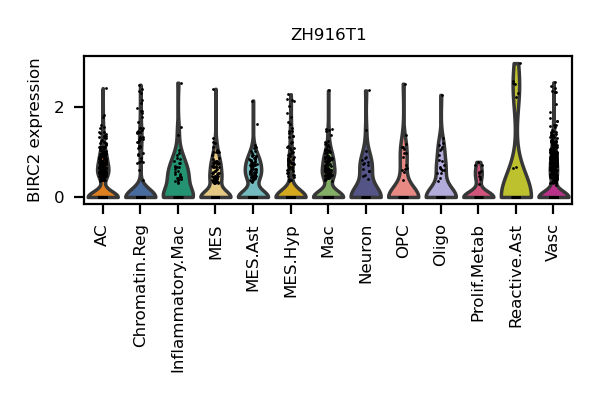 ZH916T1
BIRC2 expression
2
0
AC
Chromatin.Reg
Inflammatory.Mac
MES
MES.Ast
MES.Hyp
Mac
Neuron
OPC
Oligo
Prolif.Metab
Reactive.Ast
Vasc